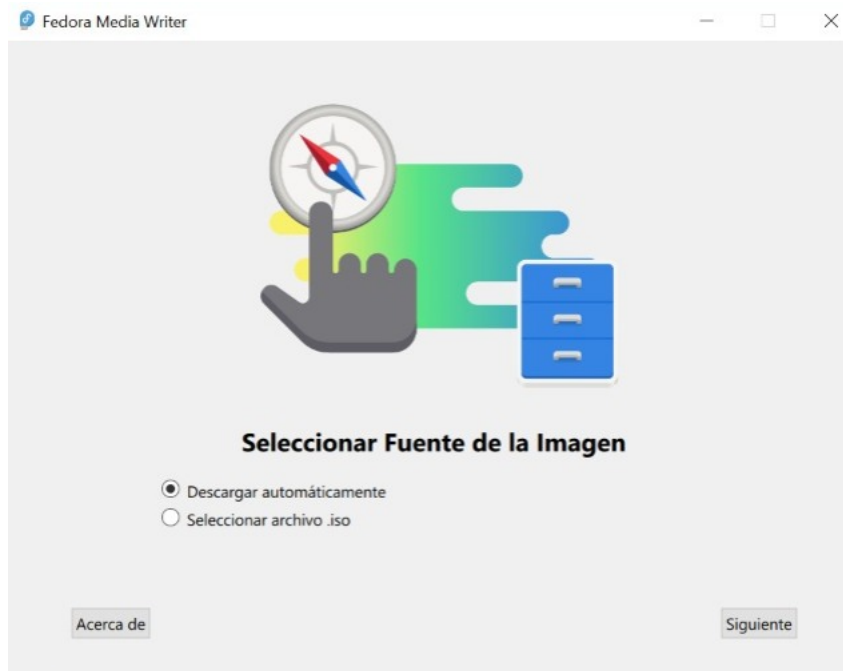 Fedora Media Writer
Seleccionar Fuente de la Imagen
Descargar automáticamente
Seleccionar archivo .iso
Acerca de
Siguiente